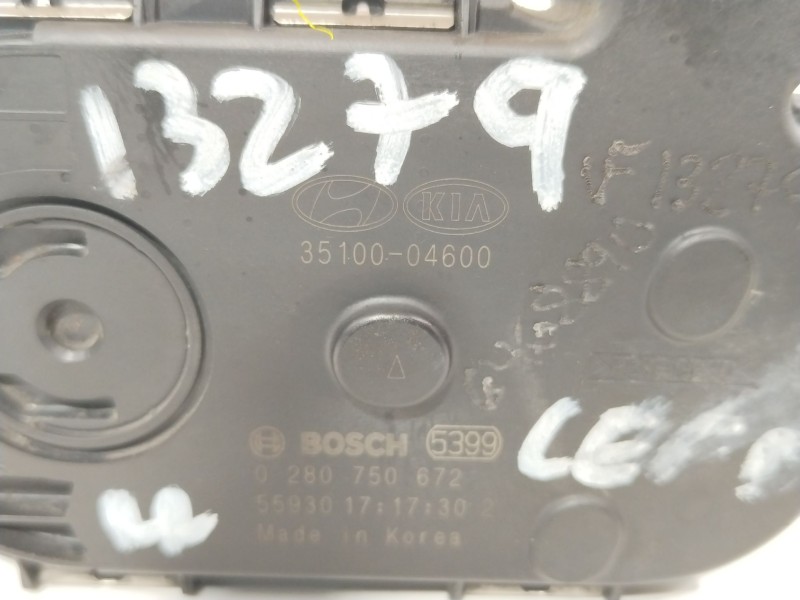 13279
KIA
35100-04600
BOSCH 5399
0 280 750 672
55930 17:17:30 2
Made in Korea